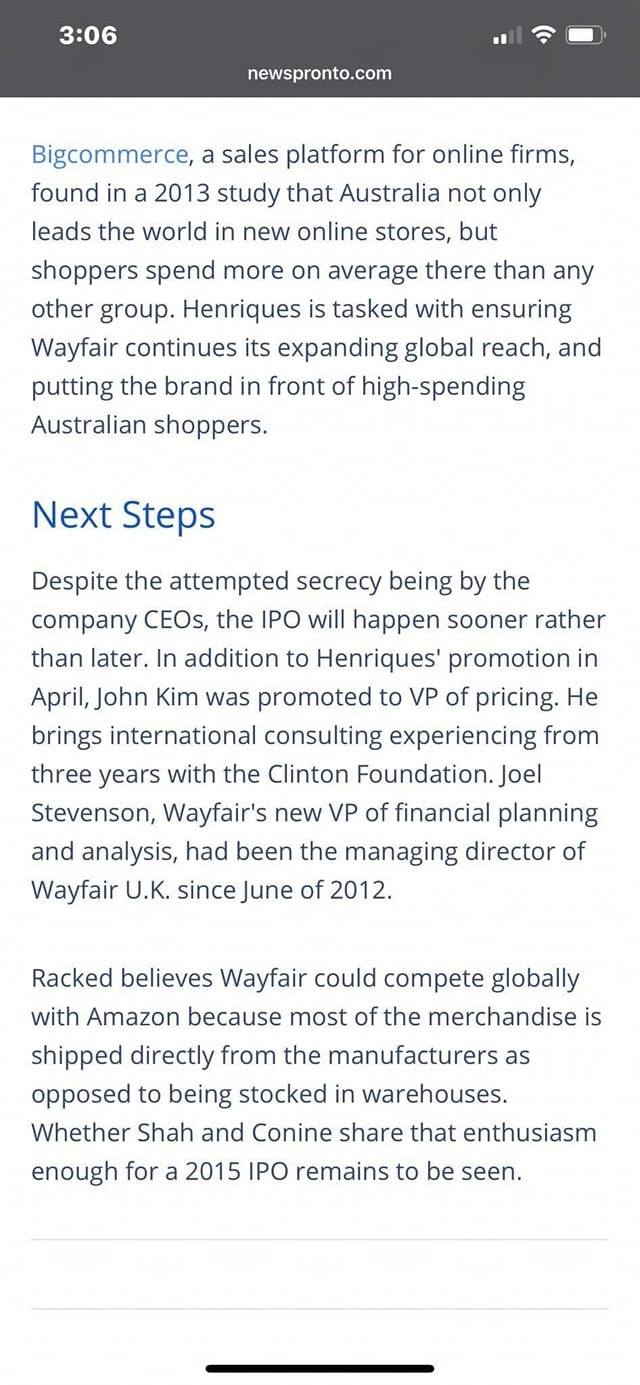 3:06
newspronto.com
Bigcommerce, a sales platform for online firms,
found in a 2013 study that Australia not only
leads the world in new online stores, but
shoppers spend more on average there than any
other group. Henriques is tasked with ensuring
Wayfair continues its expanding global reach, and
putting the brand in front of high-spending
Australian shoppers.
Next Steps
Despite the attempted secrecy being by the
company CEOs, the IPO will happen sooner rather
than later. In addition to Henriques' promotion in
April, John Kim was promoted to VP of pricing. He
brings international consulting experiencing from
three years with the Clinton Foundation. Joel
Stevenson, Wayfair's new VP of financial planning
and analysis, had been the managing director of
Wayfair U.K. since June of 2012.
Racked believes Wayfair could compete globally
with Amazon because most of the merchandise is
shipped directly from the manufacturers as
opposed to being stocked in warehouses.
Whether Shah and Conine share that enthusiasm
enough for a 2015 IPO remains to be seen.